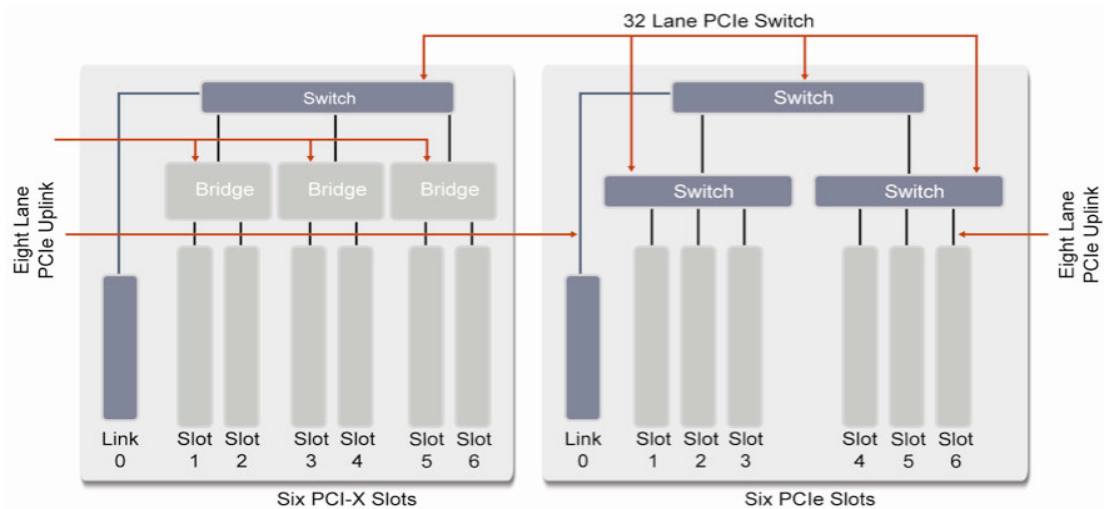 32 Lane PCIe Switch
Switch
Switch
Bridge
Bridge
Bridge
Switch
Switch
Eight Lane
PCIe Uplink
Eight Lane
PCIe Uplink
Link
0
Slot
1
Slot
2
Slot
3
Slot
4
Slot
5
Slot
6
Link
0
Slot
1
Slot
2
Slot
3
Slot
4
Slot
5
Slot
6
Six PCI-X Slots
Six PCIe Slots